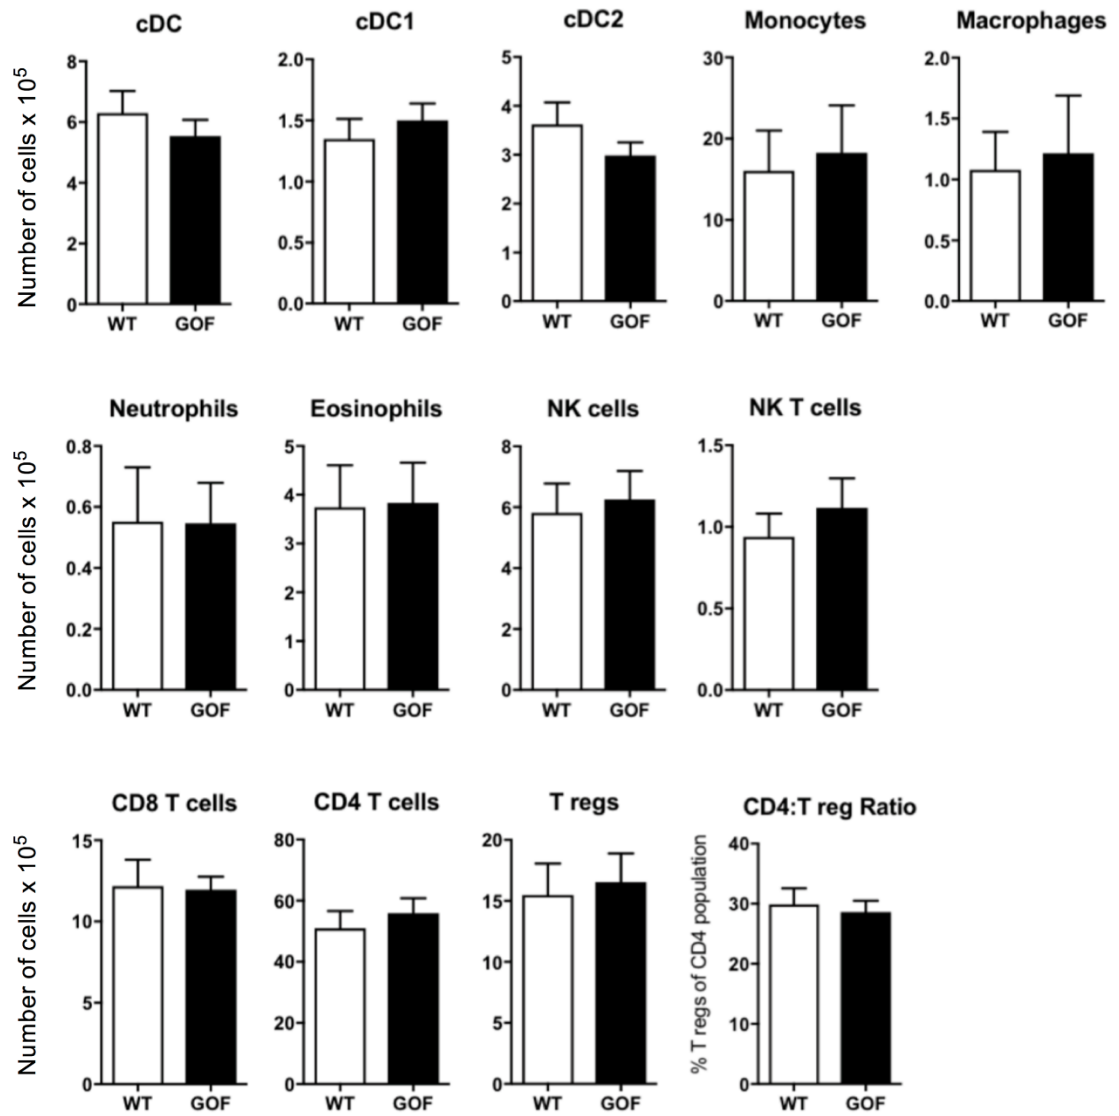 cDC
cDC1
cDC2
Monocytes
Macrophages
Number of cells x 10⁵
8
6
4
2
0
WT GOF
2.0
1.5
1.0
0.5
0.0
WT GOF
5
4
3
2
1
0
WT GOF
30
20
10
0
WT GOF
2.0
1.5
1.0
0.5
0.0
WT GOF
Neutrophils
Eosinophils
NK cells
NK T cells
Number of cells x 10⁵
0.8
0.6
0.4
0.2
0.0
WT GOF
5
4
3
2
1
0
WT GOF
8
6
4
2
0
WT GOF
1.5
1.0
0.5
0.0
WT GOF
CD8 T cells
CD4 T cells
T regs
CD4:T reg Ratio
Number of cells x 10⁵
15
10
5
0
WT GOF
80
60
40
20
0
WT GOF
20
15
10
5
0
WT GOF
% T regs of CD4 population
40
30
20
10
0
WT GOF